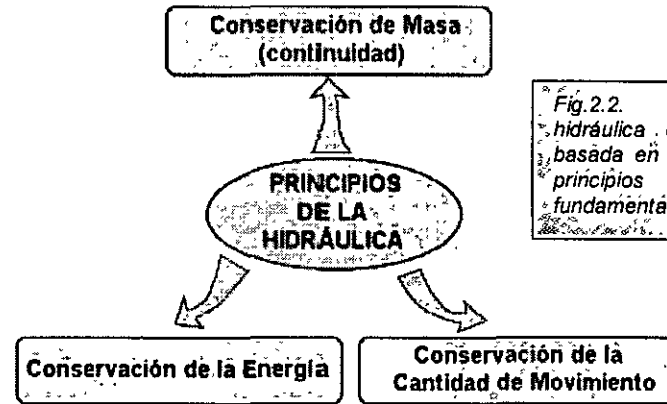 Conservación de Masa
(continuidad)
Fig.2.2.
hidráulica
basada en
principios
PRINCIPIOS
DE LA
HIDRÁULICA
Conservación de la Energía
Conservación de la
Cantidad de Movimiento